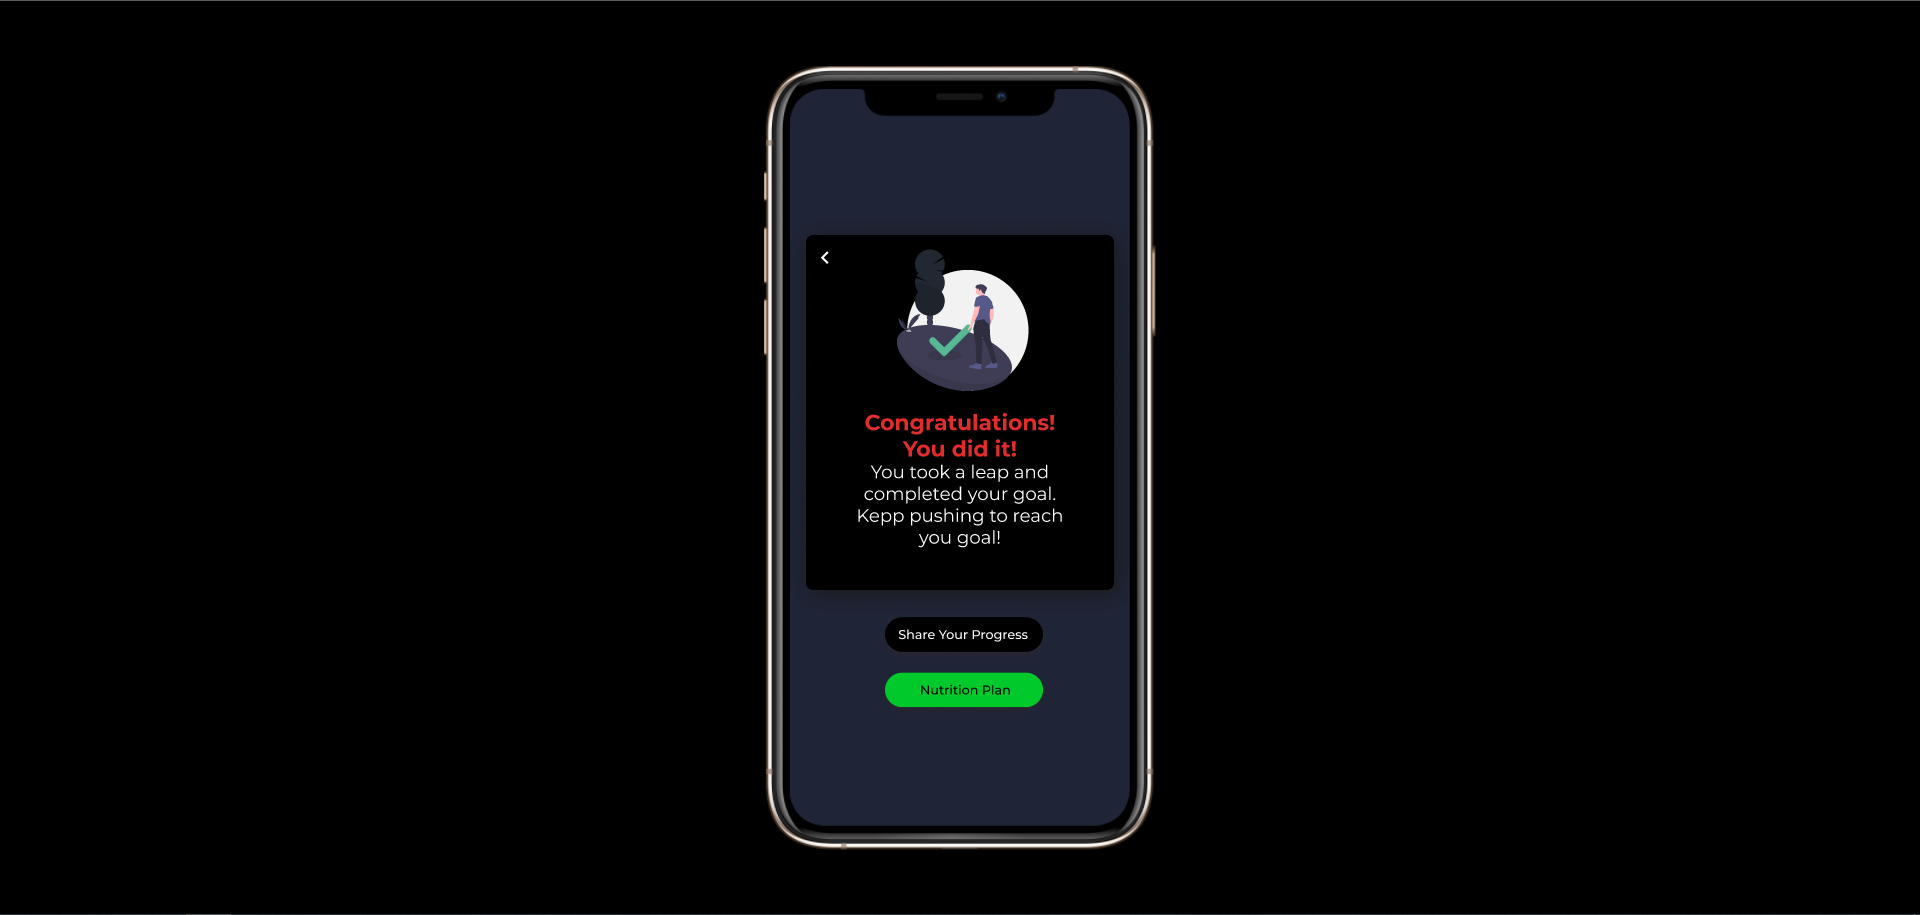 Congratulations!
You did it!
You took a leap and
completed your goal.
Kepp pushing to reach
you goal!
Share Your Progress
Nutrition Plan